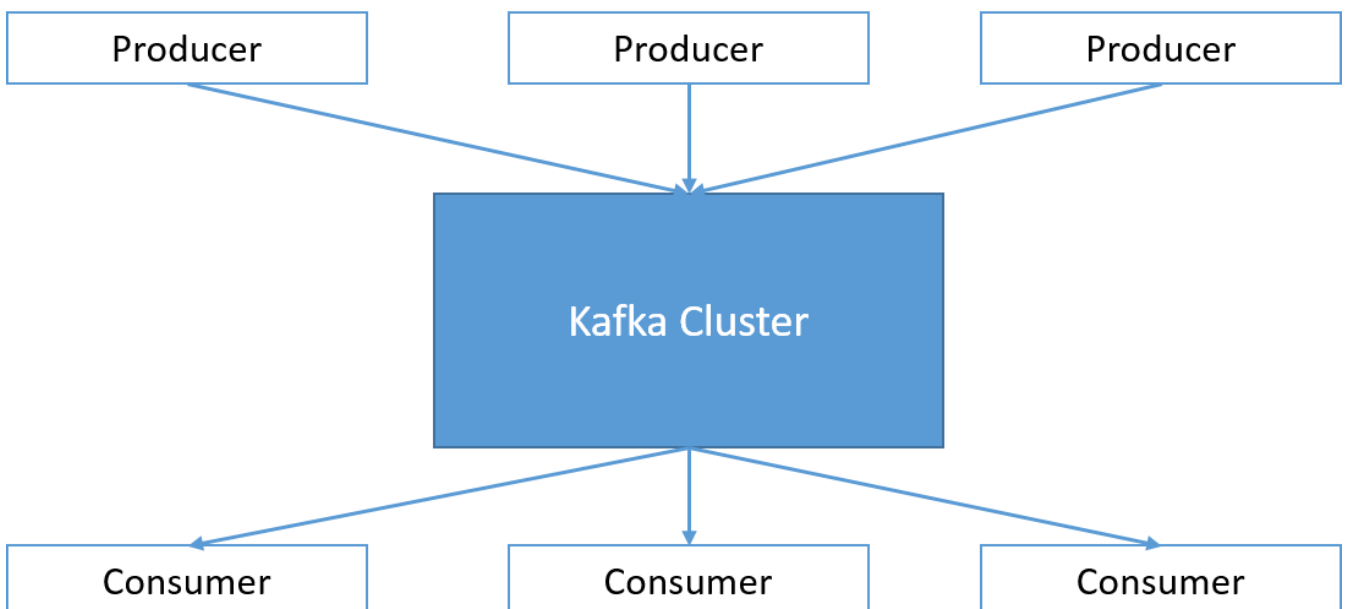 Producer
Producer
Producer
Kafka Cluster
Consumer
Consumer
Consumer